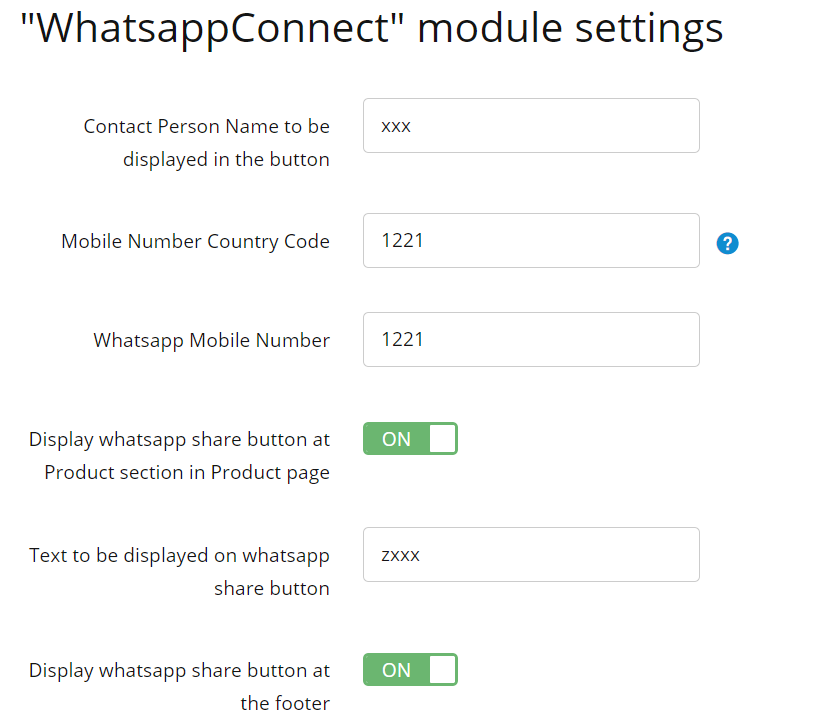 "WhatsappConnect" module settings
Contact Person Name to be
displayed in the button
xxx
Mobile Number Country Code
1221
?
Whatsapp Mobile Number
1221
Display whatsapp share button at
Product section in Product page
ON
Text to be displayed on whatsapp
share button
zxxx
Display whatsapp share button at
the footer
ON